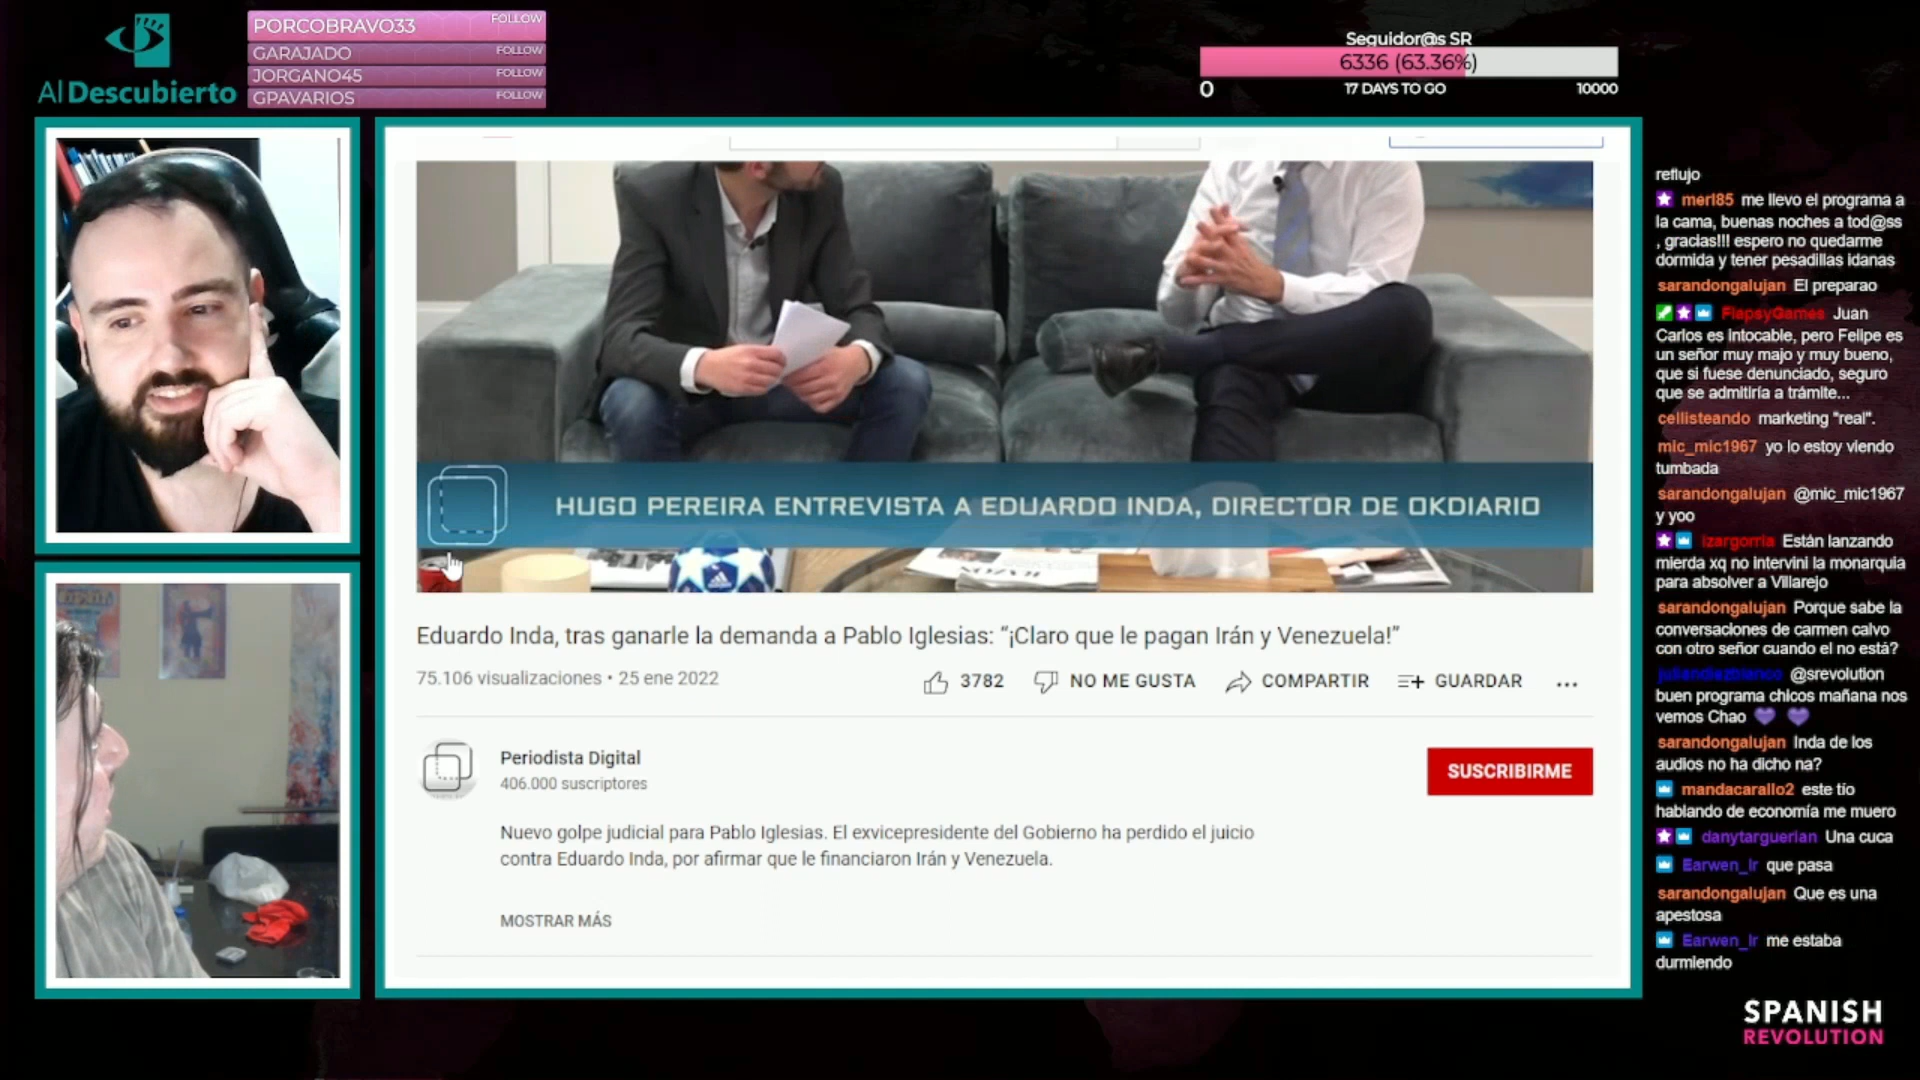 Al Descubierto
PORCOBRAVO33 FOLLOW
GARAJADO FOLLOW
JORGANO45 FOLLOW
GPAVARIOS FOLLOW
Seguidor@s SR
6336 (63.36%)
0 17 DAYS TO GO 10000
HUGO PEREIRA ENTREVISTA A EDUARDO INDA, DIRECTOR DE OKDIARIO
adidas
Eduardo Inda, tras ganarle la demanda a Pablo Iglesias: “¡Claro que le pagan Irán y Venezuela!”
75.106 visualizaciones • 25 ene 2022
3782 NO ME GUSTA COMPARTIR GUARDAR ...
Periodista Digital
406.000 suscriptores
SUSCRIBIRME
Nuevo golpe judicial para Pablo Iglesias. El exvicepresidente del Gobierno ha perdido el juicio
contra Eduardo Inda, por afirmar que le financiaron Irán y Venezuela.
MOSTRAR MÁS
reflujo
merl85 me llevo el programa a
la cama, buenas noches a tod@ss
, gracias!!! espero no quedarme
dormida y tener pesadillas idanas
sarandongalujan El preparao
FlapsyGames Juan
Carlos es intocable, pero Felipe es
un señor muy majo y muy bueno,
que si fuese denunciado, seguro
que se admitiría a trámite...
cellisteando marketing "real".
mic_mic1967 yo lo estoy viendo
tumbada
sarandongalujan @mic_mic1967
y yoo
izargorria Están lanzando
mierda xq no intervini la monarquia
para absolver a Villarejo
sarandongalujan Porque sabe la
conversaciones de carmen calvo
con otro señor cuando el no está?
juliandiazblanco @srevolution
buen programa chicos mañana nos
vemos Chao 💜 💜
sarandongalujan Inda de los
audios no ha dicho na?
mandacarallo2 este tío
hablando de economía me muero
danytarguerian Una cuca
Earwen_Ir que pasa
sarandongalujan Que es una
apestosa
Earwen_Ir me estaba
durmiendo
SPANISH
REVOLUTION